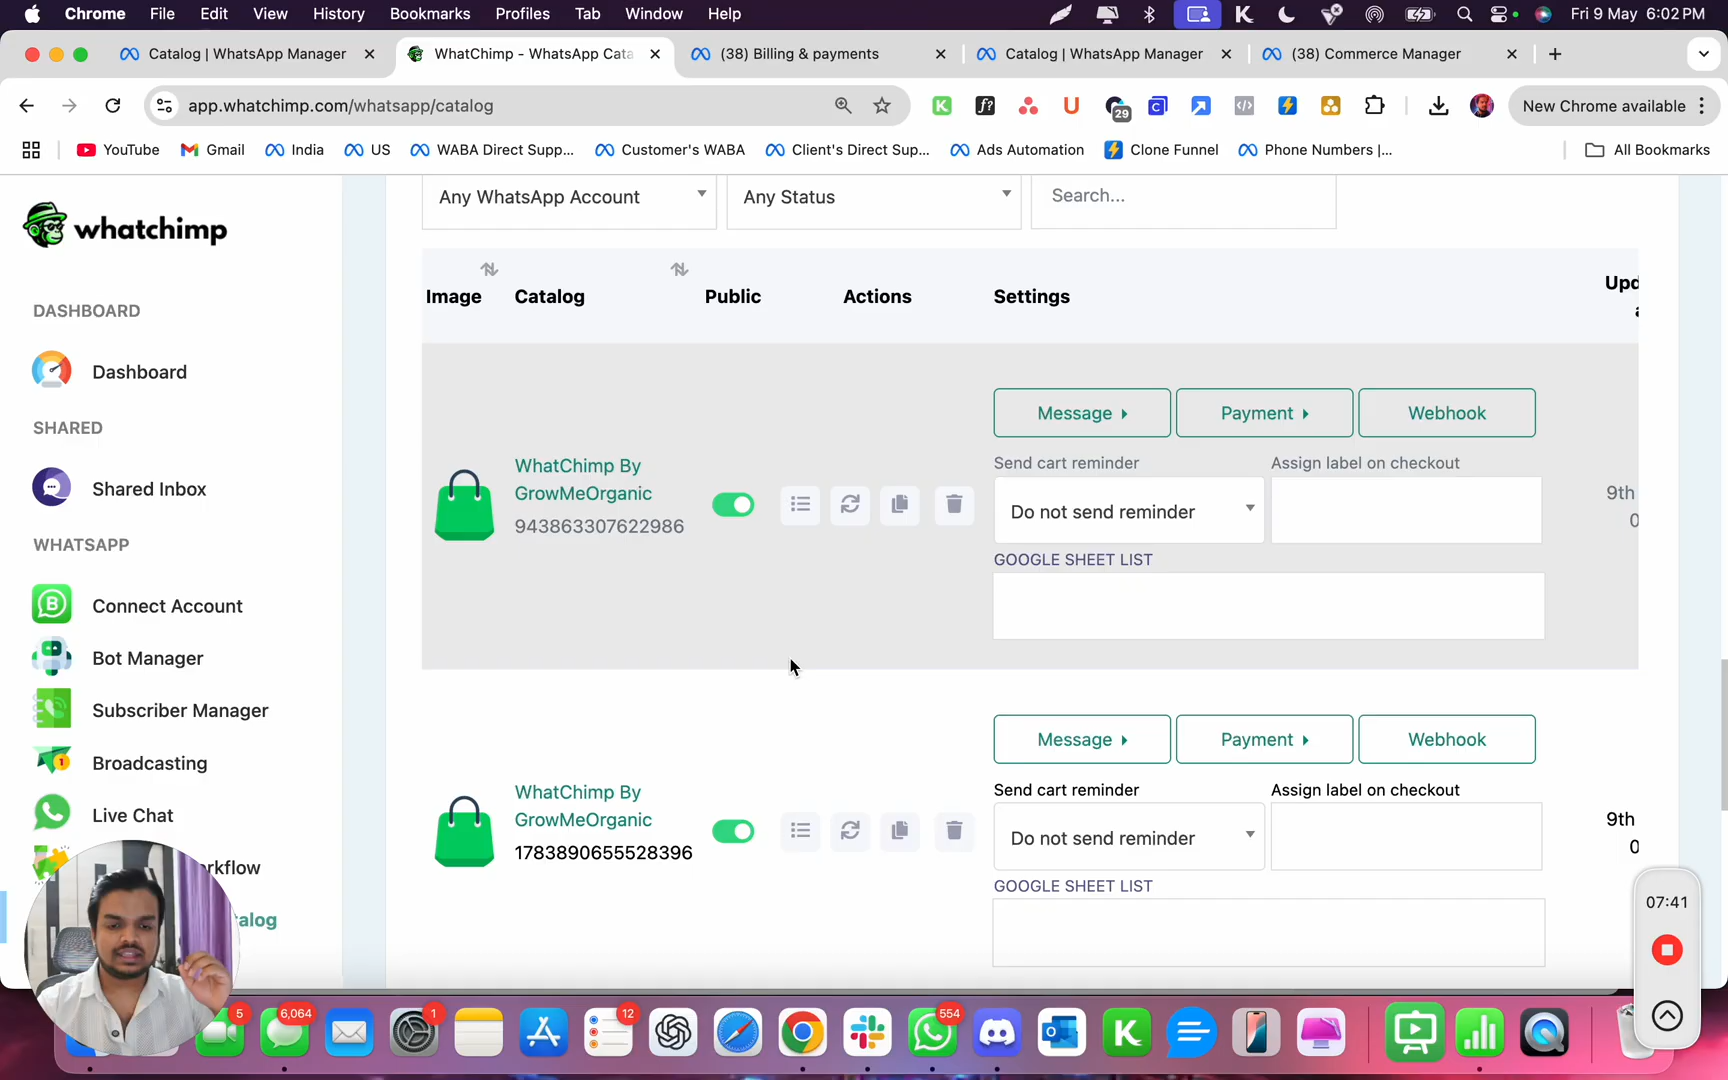 Chrome File Edit View History Bookmarks Profiles Tab Window Help Fri 9 May 6:02 PM
Catalog | WhatsApp Manager
WhatChimp - WhatsApp Cata
(38) Billing & payments
Catalog | WhatsApp Manager
(38) Commerce Manager
app.whatchimp.com/whatsapp/catalog
29
New Chrome available
YouTube Gmail India US WABA Direct Supp... Customer's WABA Client's Direct Sup... Ads Automation Clone Funnel Phone Numbers |... All Bookmarks
whatchimp
DASHBOARD
Dashboard
SHARED
Shared Inbox
WHATSAPP
Connect Account
Bot Manager
Subscriber Manager
Broadcasting
Live Chat
rkflow
alog
Any WhatsApp Account Any Status Search...
Image Catalog Public Actions Settings Upd
a
Message Payment Webhook
WhatChimp By
GrowMeOrganic
943863307622986
Send cart reminder Assign label on checkout
Do not send reminder
GOOGLE SHEET LIST
9th
0
Message Payment Webhook
WhatChimp By
GrowMeOrganic
1783890655528396
Send cart reminder Assign label on checkout
Do not send reminder
GOOGLE SHEET LIST
9th
0
07:41
5 6,064 1 12 554